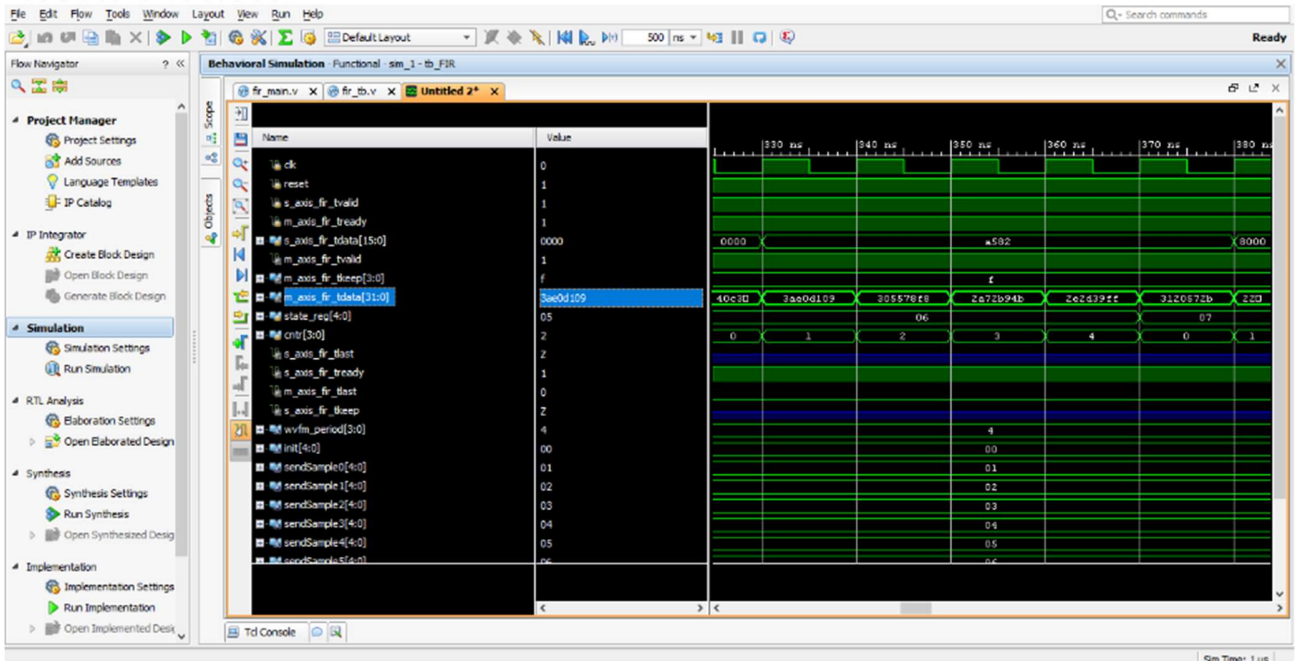 File Edit Flow Tools Window Layout View Run Help
Search commands
Default Layout
500 ns
Ready
Flow Navigator
Behavioral Simulation - Functional - sim_1 - tb_FIR
fir_main.v
fir_tb.v
Untitled 2*
Project Manager
Project Settings
Add Sources
Language Templates
IP Catalog
IP Integrator
Create Block Design
Open Block Design
Generate Block Design
Simulation
Simulation Settings
Run Simulation
RTL Analysis
Elaboration Settings
Open Elaborated Design
Synthesis
Synthesis Settings
Run Synthesis
Open Synthesized Desig
Implementation
Implementation Settings
Run Implementation
Open Implemented Desig
Scope
Objects
Name Value
330 ns 340 ns 350 ns 360 ns 370 ns 380 n
clk 0
reset 1
s_axis_fir_tvalid 1
m_axis_fir_tready 1
s_axis_fir_tdata[15:0] 0000 0000 a582 8000
m_axis_fir_tvalid 1
m_axis_fir_tkeep[3:0] f f
m_axis_fir_tdata[31:0] 3ae0d109 3ae0d109 305578f8 2a72b94b 2e2d39ff 3120872b
state_reg[4:0] 05 06 07
cntr[3:0] 2 0 1 2 3 4 0 1
s_axis_fir_tlast Z
s_axis_fir_tready 1
m_axis_fir_tlast 0
s_axis_fir_tkeep Z
wvfm_period[3:0] 4 4
init[4:0] 00 00
sendSample0[4:0] 01 01
sendSample1[4:0] 02 02
sendSample2[4:0] 03 03
sendSample3[4:0] 04 04
sendSample4[4:0] 05 05
sendSample5[4:0] 06 06
Tcl Console
Sim Time: 1 us